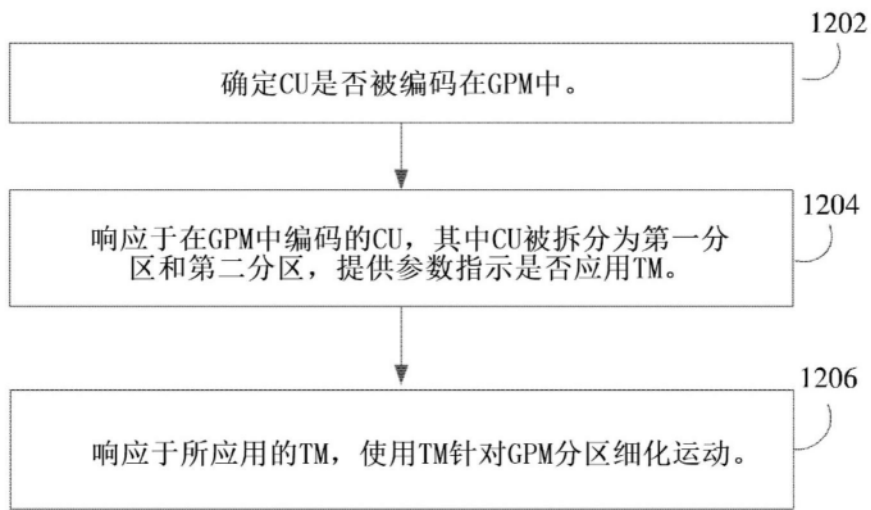 1202
确定CU是否被编码在GPM中。
1204
响应于在GPM中编码的CU，其中CU被拆分为第一分
区和第二分区，提供参数指示是否应用TM。
1206
响应于所应用的TM，使用TM针对GPM分区细化运动。